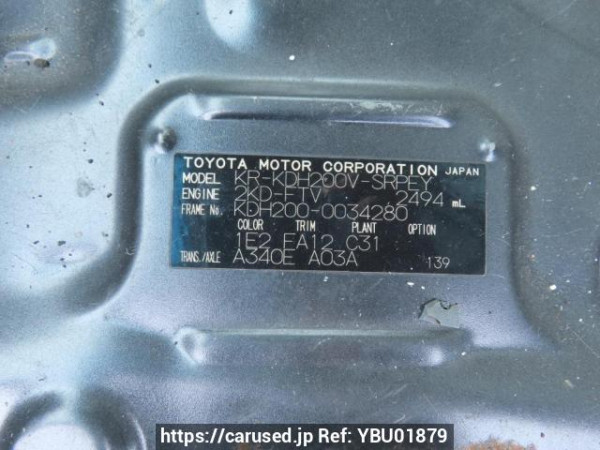 TOYOTA MOTOR CORPORATION JAPAN
MODEL KR-KDH200V-SRPEY
ENGINE 2KD-FTV 2494 mL
FRAME No. KDH200-0034280
COLOR TRIM PLANT OPTION
1E2 EA12 C31
TRANS./AXLE A340E A03A 139
https://carused.jp Ref: YBU01879